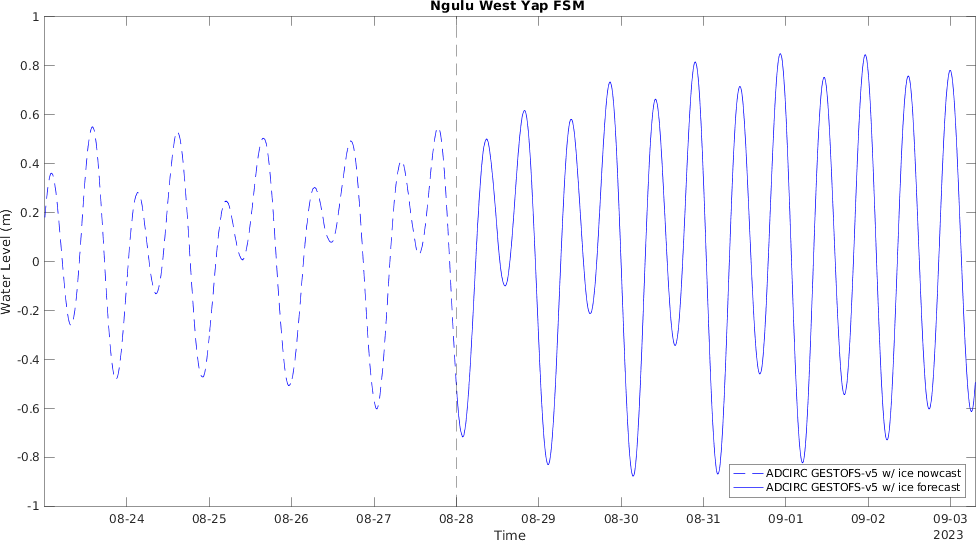 Ngulu West Yap FSM
1
0.8
0.6
0.4
0.2
0
-0.2
-0.4
-0.6
-0.8
-1
Water Level (m)
ADCIRC GESTOFS-v5 w/ ice nowcast
ADCIRC GESTOFS-v5 w/ ice forecast
08-24 08-25 08-26 08-27 08-28 08-29 08-30 08-31 09-01 09-02 09-03
Time
2023